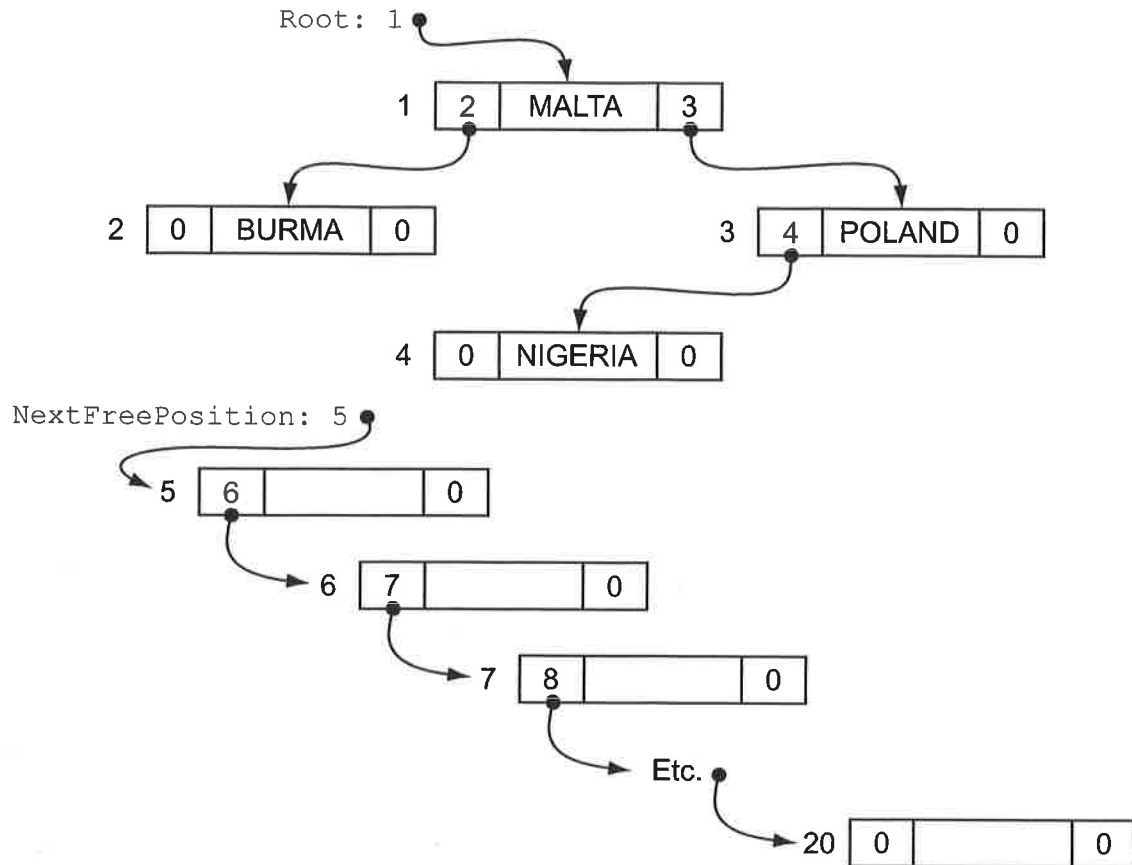 Root: 1
1 2 MALTA 3
2 0 BURMA 0
3 4 POLAND 0
4 0 NIGERIA 0
NextFreePosition: 5
5 6 0
6 7 0
7 8 0
Etc.
20 0 0